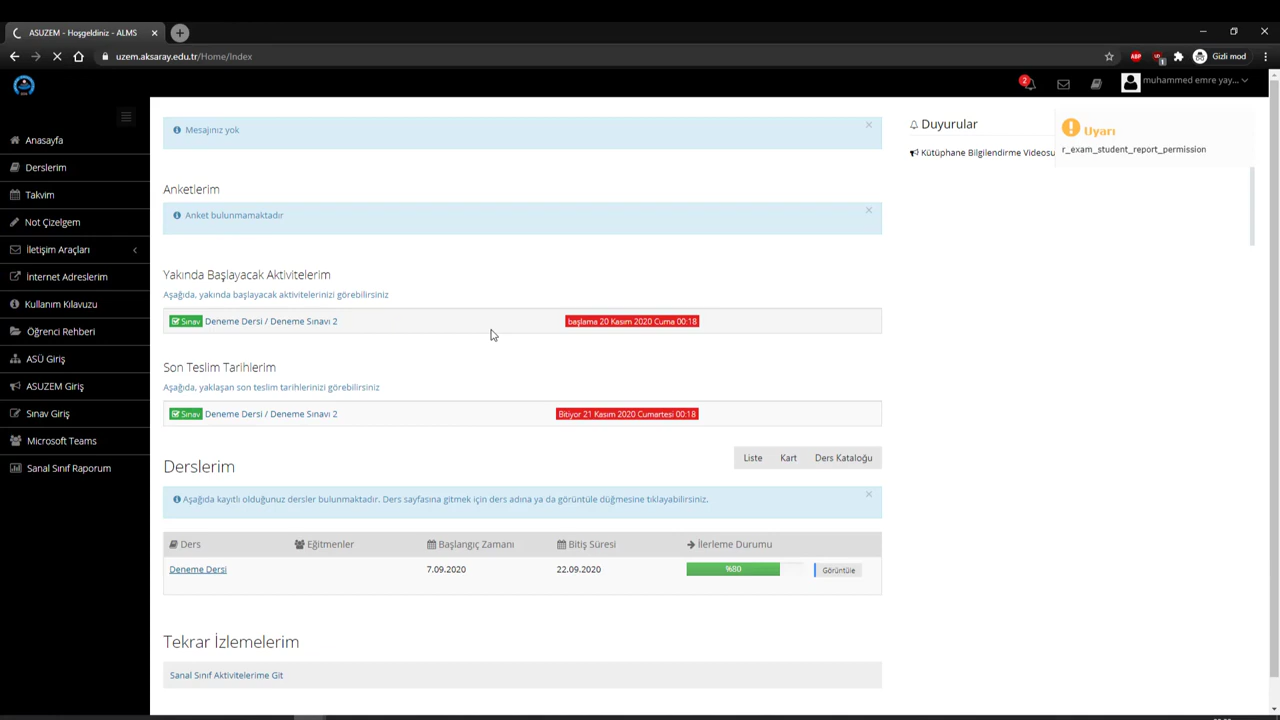 ASUZEM - Hoşgeldiniz - ALMS
uzem.aksaray.edu.tr/Home/Index
ABP
1
Gizli mod
2
muhammed emre yay...
Anasayfa
Derslerim
Takvim
Not Çizelgem
İletişim Araçları
İnternet Adreslerim
Kullanım Kılavuzu
Öğrenci Rehberi
ASÜ Giriş
ASUZEM Giriş
Sınav Giriş
Microsoft Teams
Sanal Sınıf Raporum
Mesajınız yok
Anketlerim
Anket bulunmamaktadır
Yakında Başlayacak Aktivitelerim
Aşağıda, yakında başlayacak aktivitelerinizi görebilirsiniz
Sınav Deneme Dersi / Deneme Sınavı 2 başlama 20 Kasım 2020 Cuma 00:18
Son Teslim Tarihlerim
Aşağıda, yaklaşan son teslim tarihlerinizi görebilirsiniz
Sınav Deneme Dersi / Deneme Sınavı 2 Bitiyor 21 Kasım 2020 Cumartesi 00:18
Derslerim
Liste Kart Ders Kataloğu
Aşağıda kayıtlı olduğunuz dersler bulunmaktadır. Ders sayfasına gitmek için ders adına ya da görüntüle düğmesine tıklayabilirsiniz.
Ders Eğitmenler Başlangıç Zamanı Bitiş Süresi İlerleme Durumu
Deneme Dersi 7.09.2020 22.09.2020 %80 Görüntüle
Tekrar İzlemelerim
Sanal Sınıf Aktivitelerime Git
Duyurular
Kütüphane Bilgilendirme Videosu
Uyarı
r_exam_student_report_permission